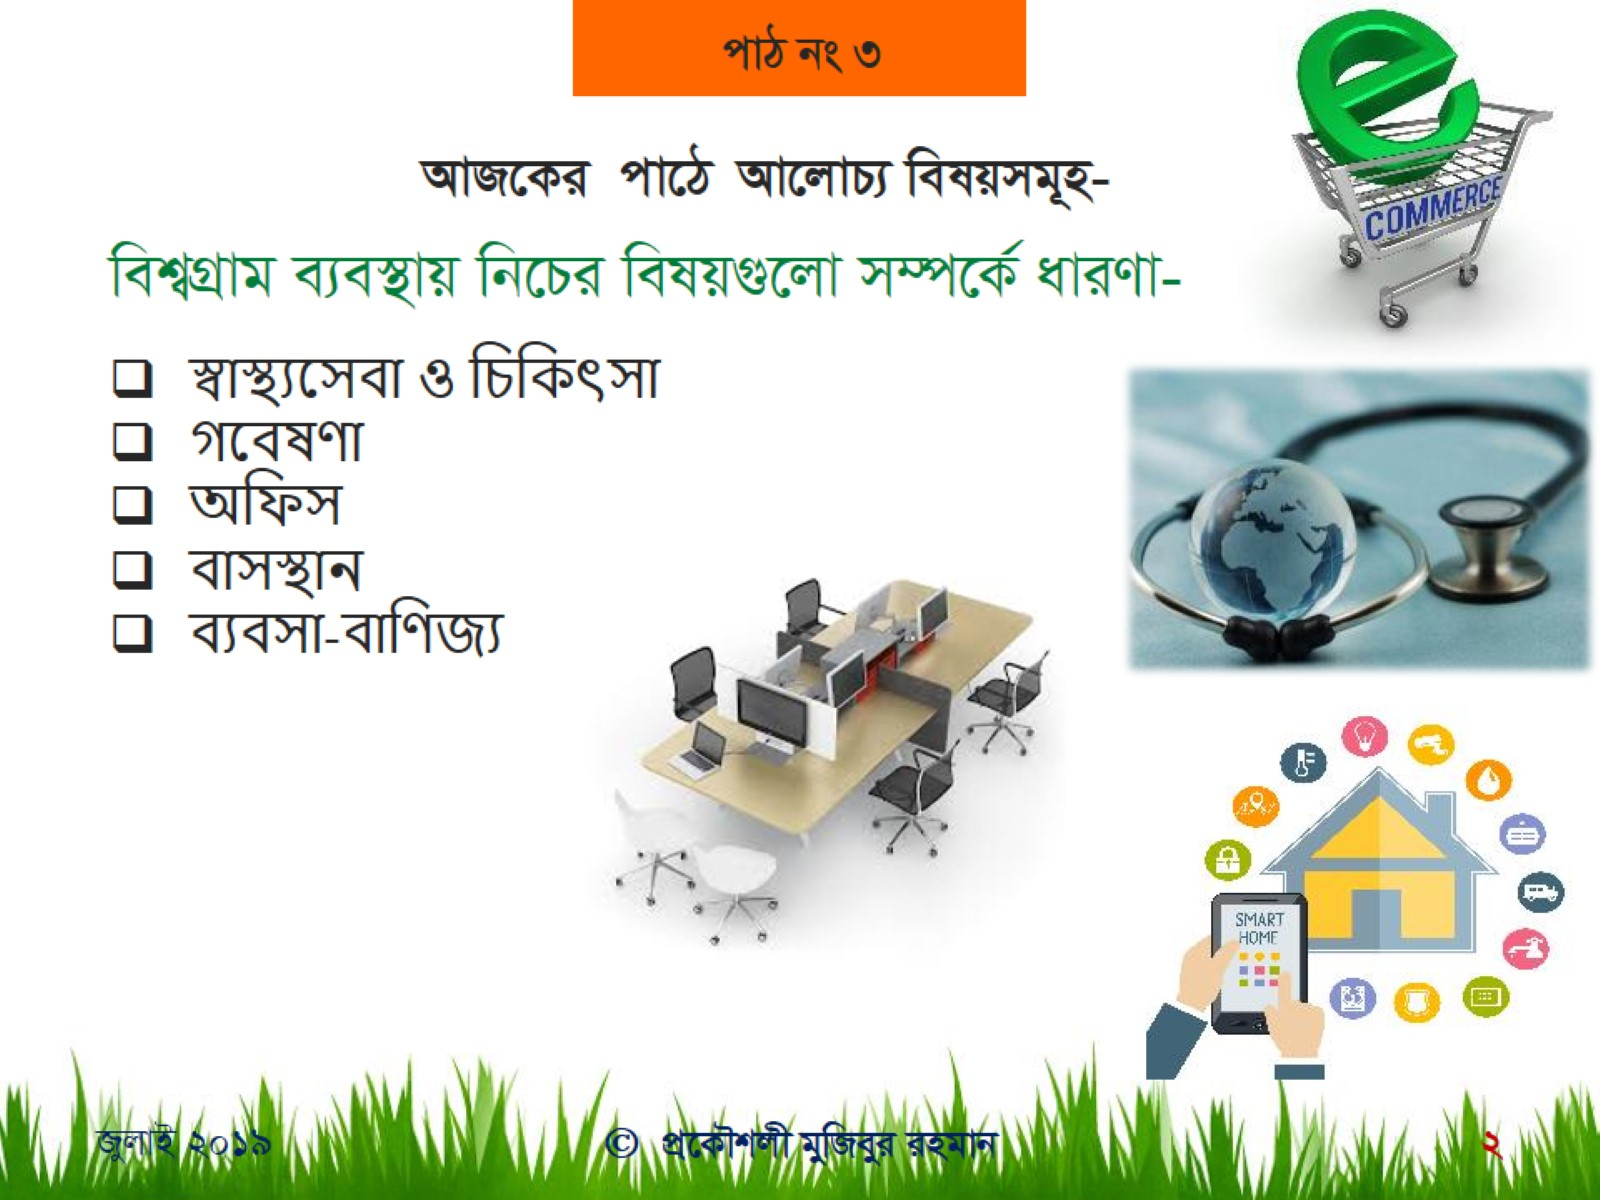 পাঠ নং ৩
আজকের পাঠে আলোচ্য বিষয়সমূহ-
বিশ্বগ্রাম ব্যবস্থায় নিচের বিষয়গুলো সম্পর্কে ধারণা-
❑ স্বাস্থ্যসেবা ও চিকিৎসা
❑ গবেষণা
❑ অফিস
❑ বাসস্থান
❑ ব্যবসা-বাণিজ্য
e
COMMERCE
SMART
HOME
জুলাই ২০১৯
© প্রকৌশলী মুজিবুর রহমান
২